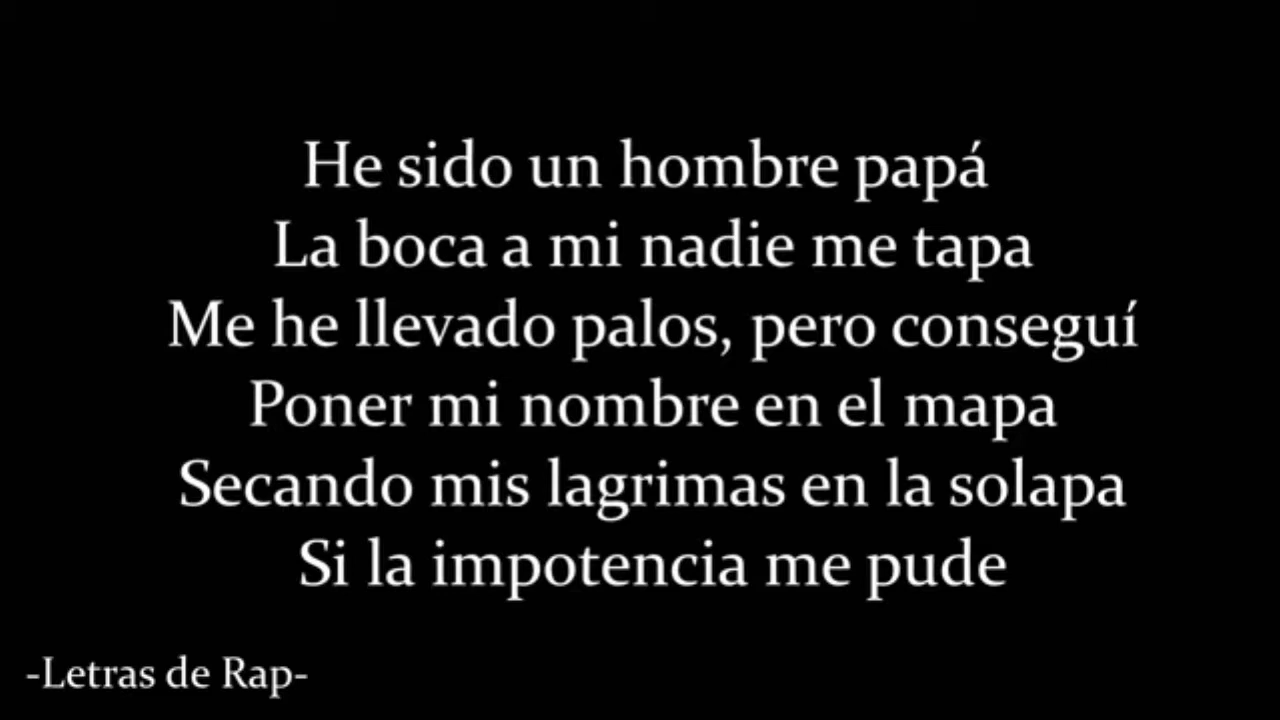 He sido un hombre papá
La boca a mi nadie me tapa
Me he llevado palos, pero conseguí
Poner mi nombre en el mapa
Secando mis lagrimas en la solapa
Si la impotencia me pude
-Letras de Rap-